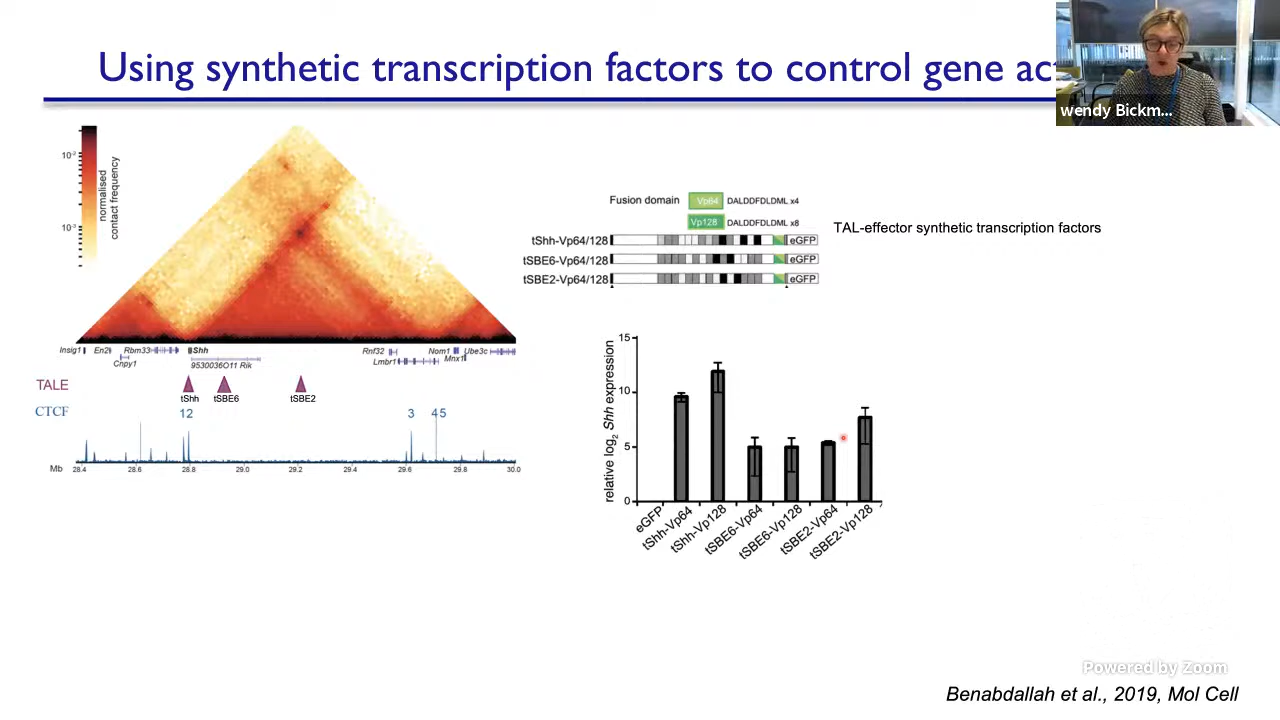 Using synthetic transcription factors to control gene act
wendy Bickm...
10-2
10-3
normalised
contact frequency
Fusion domain Vp64 DALDDFDLDML x4
Vp128 DALDDFDLDML x8
tShh-Vp64/128 eGFP
tSBE6-Vp64/128 eGFP
tSBE2-Vp64/128 eGFP
TAL-effector synthetic transcription factors
Insig1 En2 Rbm33 Shh Rnf32 Nom1 Ube3c
Cnpy1 9530036O11 Rik Lmbr1 Mnx1
TALE
tShh tSBE6 tSBE2
CTCF 12 3 45
Mb 28.4 28.6 28.8 29.0 29.2 29.4 29.6 29.8 30.0
relative log2 Shh expression
15
10
5
0
eGFP tShh-Vp64 tShh-Vp128 tSBE6-Vp64 tSBE6-Vp128 tSBE2-Vp64 tSBE2-Vp128
Powered by Zoom
Benabdallah et al., 2019, Mol Cell